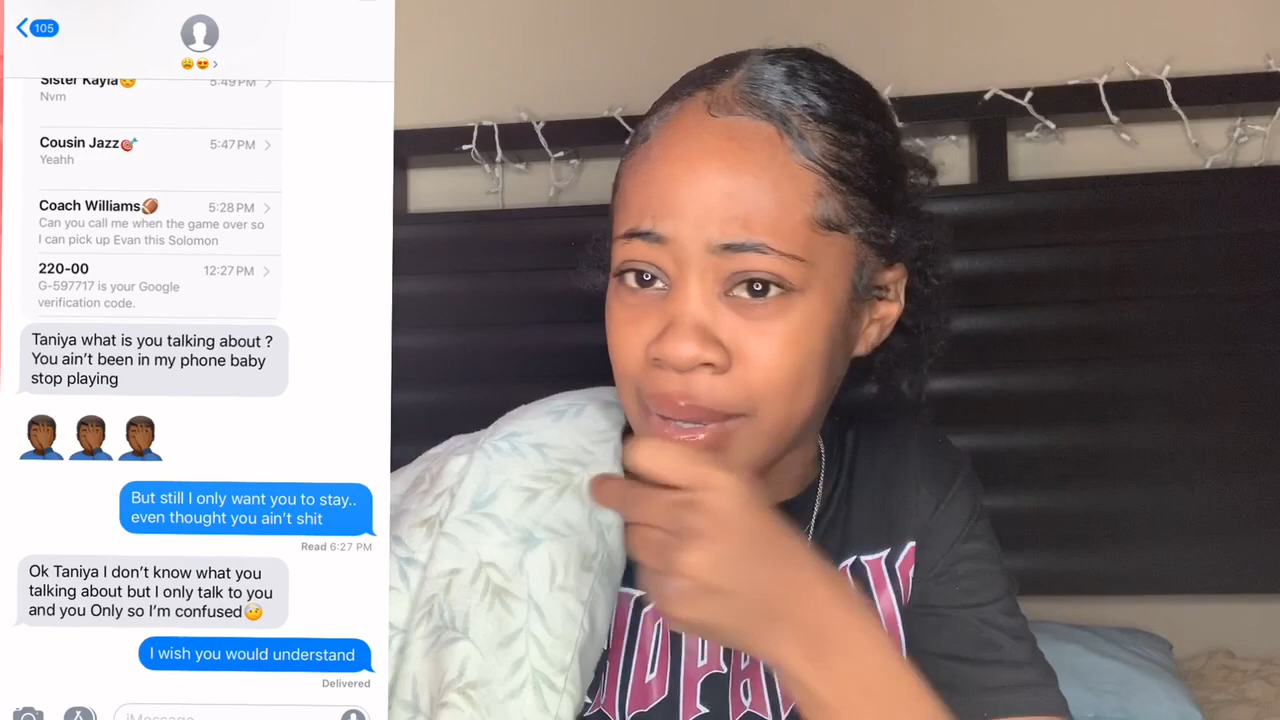 105
Sister Kayla😔 5:49 PM
Nvm
Cousin Jazz🎯 5:47 PM
Yeahh
Coach Williams🏈 5:28 PM
Can you call me when the game over so
I can pick up Evan this Solomon
220-00 12:27 PM
G-597717 is your Google
verification code.
Taniya what is you talking about ?
You ain't been in my phone baby
stop playing
But still I only want you to stay..
even thought you ain't shit
Read 6:27 PM
Ok Taniya I don't know what you
talking about but I only talk to you
and you Only so I'm confused🤕
I wish you would understand
Delivered
iMessage